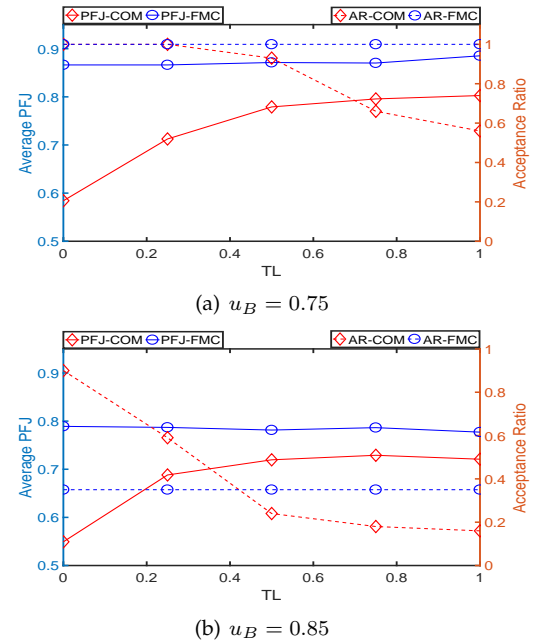 PFJ-COM PFJ-FMC AR-COM AR-FMC
0.9
0.8
0.7
0.6
0.5
Average PFJ
1
0.8
0.6
0.4
0.2
0
Acceptance Ratio
0 0.2 0.4 0.6 0.8 1
TL
(a) u_B = 0.75
PFJ-COM PFJ-FMC AR-COM AR-FMC
0.9
0.8
0.7
0.6
0.5
Average PFJ
1
0.8
0.6
0.4
0.2
0
Acceptance Ratio
0 0.2 0.4 0.6 0.8 1
TL
(b) u_B = 0.85